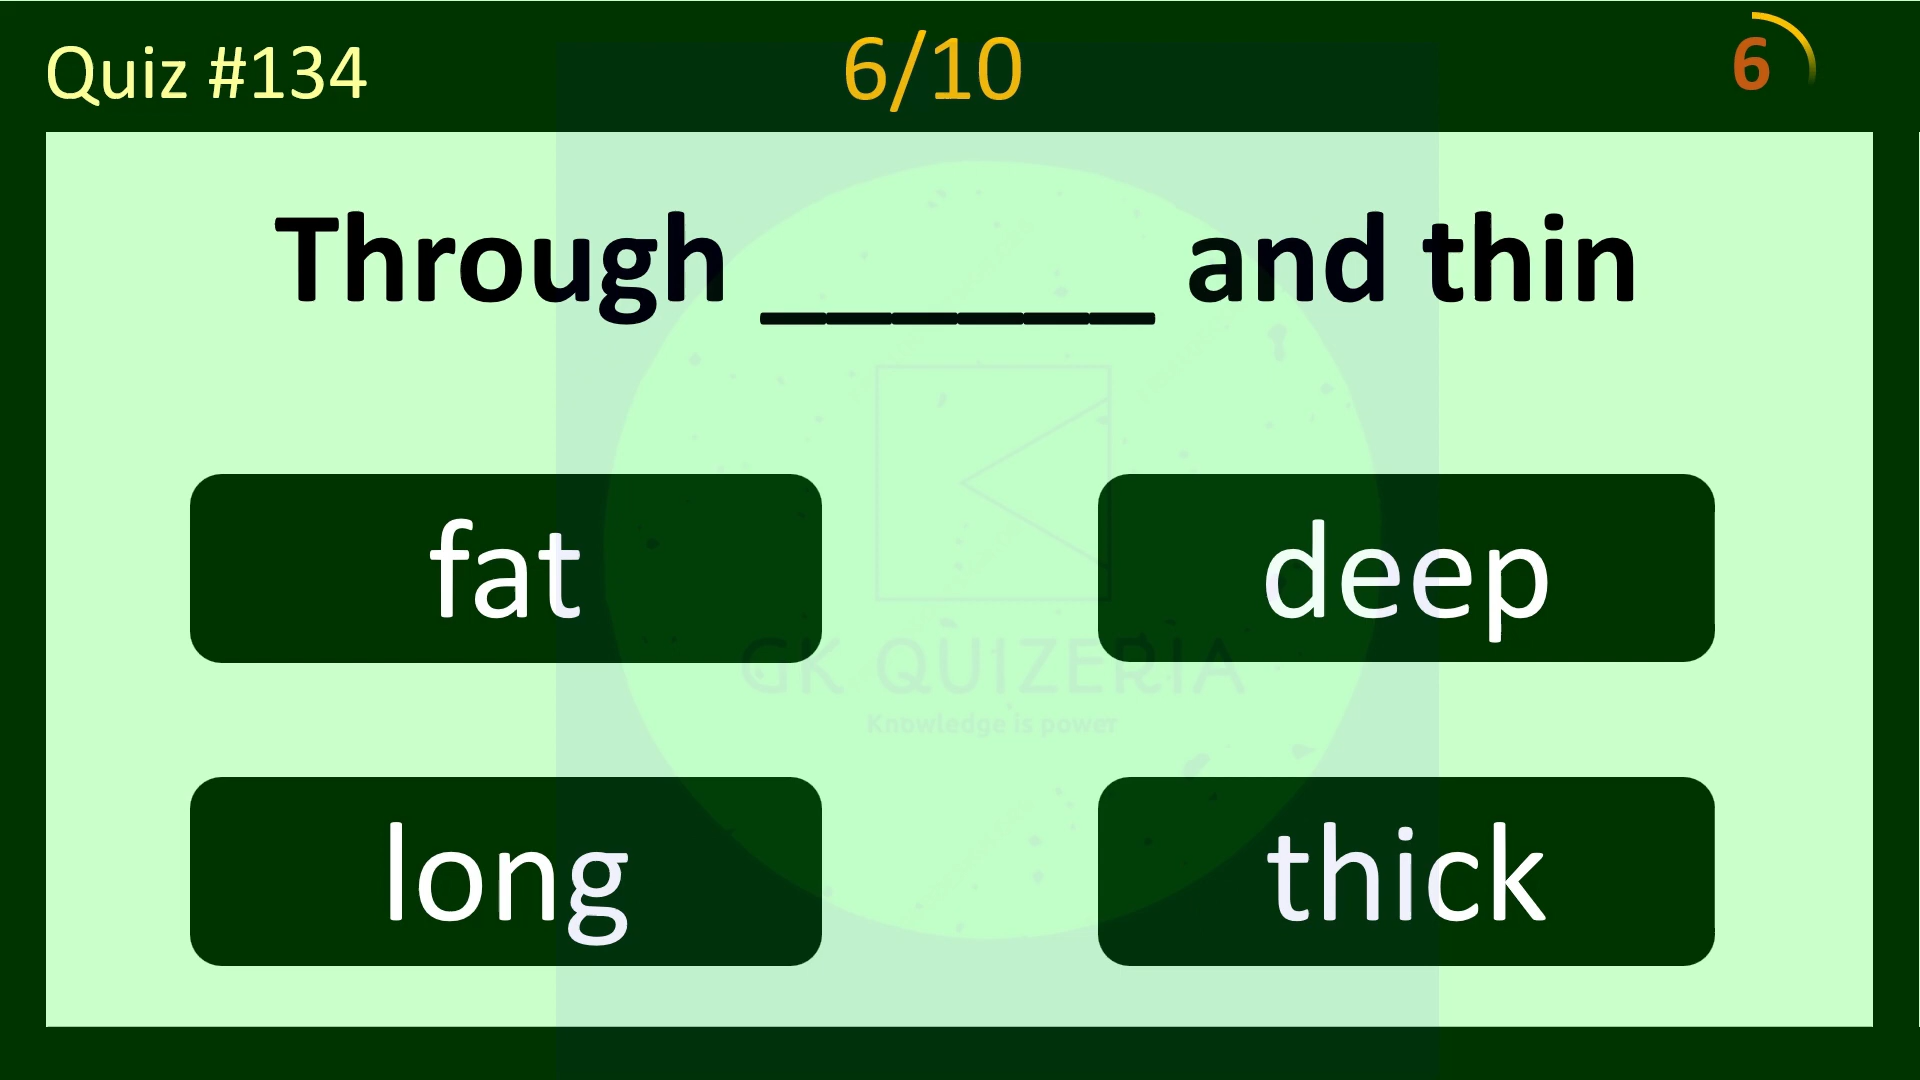 Quiz #134
6/10
6
Through ______ and thin
fat
deep
GK QUIZERIA
Knowledge is power
long
thick